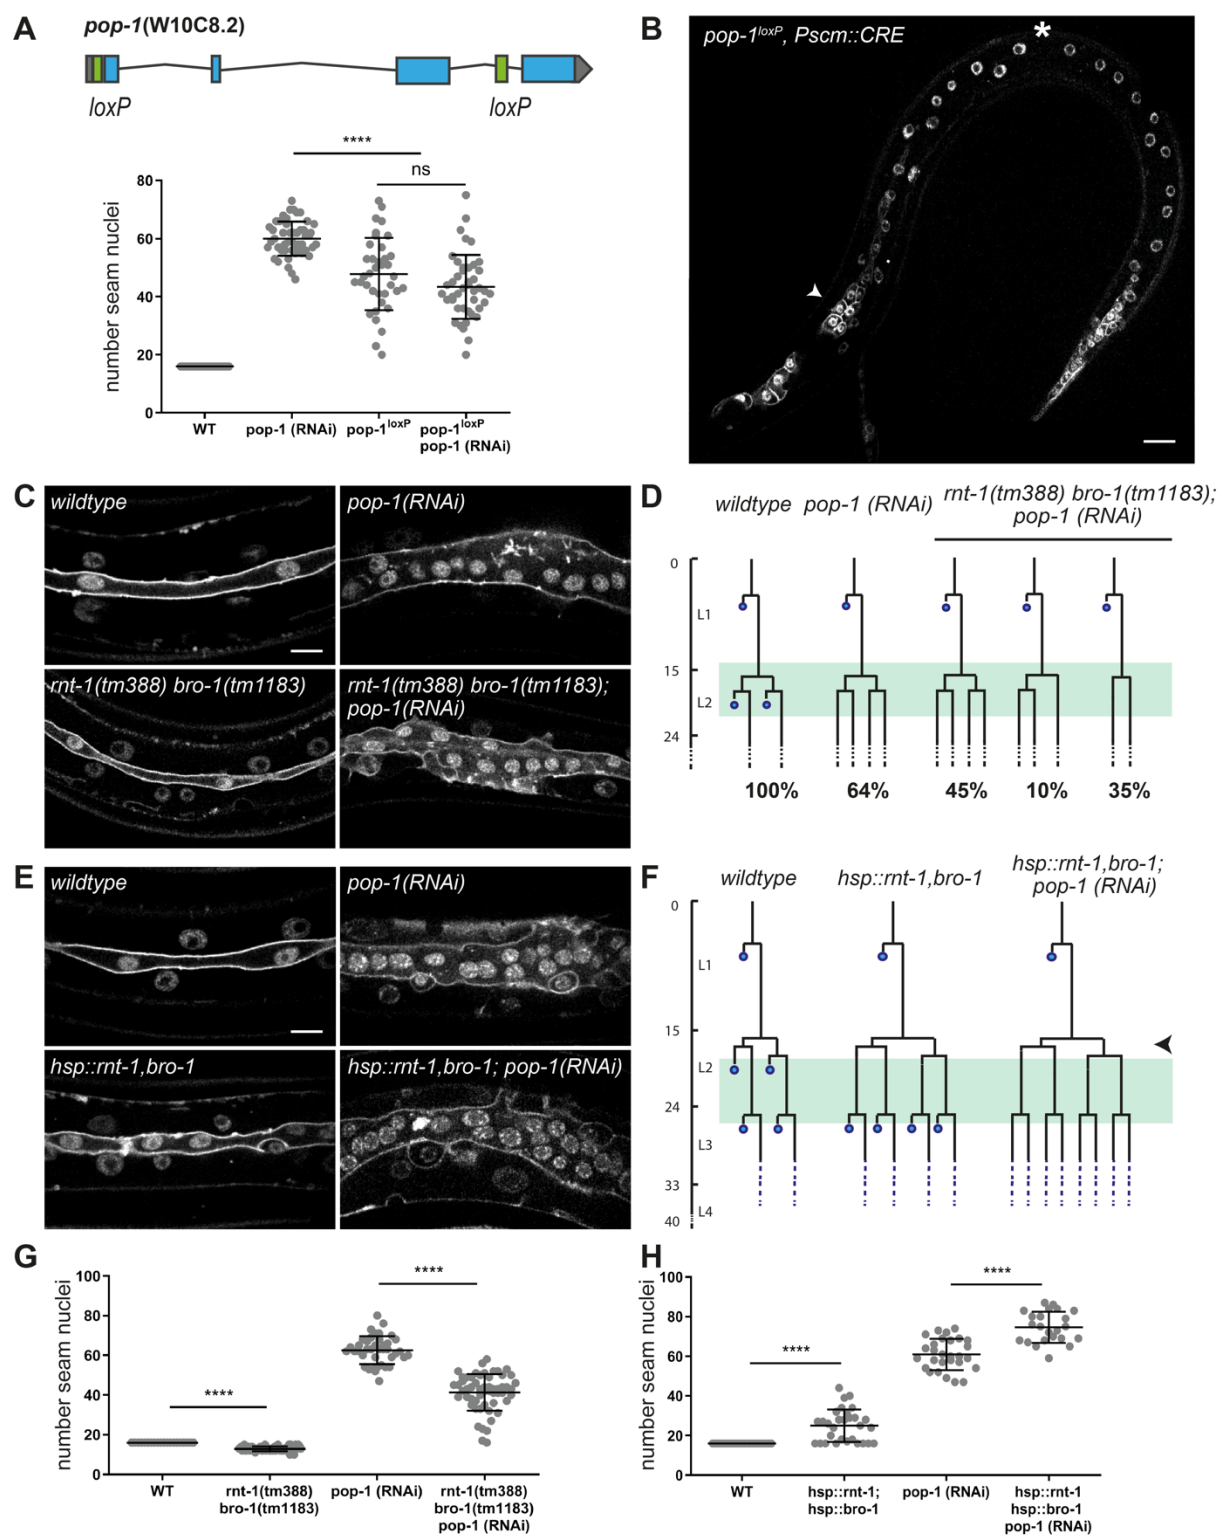 A
pop-1(W10C8.2)
loxP
loxP
****
ns
number seam nuclei
80
60
40
20
0
WT
pop-1 (RNAi)
pop-1loxP
pop-1loxP
pop-1 (RNAi)
B
pop-1loxP, Pscm::CRE
*
C
wildtype
pop-1(RNAi)
rnt-1(tm388) bro-1(tm1183)
rnt-1(tm388) bro-1(tm1183);
pop-1(RNAi)
D
wildtype
pop-1 (RNAi)
rnt-1(tm388) bro-1(tm1183);
pop-1 (RNAi)
0
L1
15
L2
24
100%
64%
45%
10%
35%
E
wildtype
pop-1(RNAi)
hsp::rnt-1,bro-1
hsp::rnt-1,bro-1; pop-1(RNAi)
F
wildtype
hsp::rnt-1,bro-1
hsp::rnt-1,bro-1;
pop-1 (RNAi)
0
L1
15
L2
24
L3
33
L4
40
G
number seam nuclei
100
80
60
40
20
0
****
****
WT
rnt-1(tm388)
bro-1(tm1183)
pop-1 (RNAi)
rnt-1(tm388)
bro-1(tm1183)
pop-1 (RNAi)
H
number seam nuclei
100
80
60
40
20
0
****
****
WT
hsp::rnt-1;
hsp::bro-1
pop-1 (RNAi)
hsp::rnt-1
hsp::bro-1
pop-1 (RNAi)